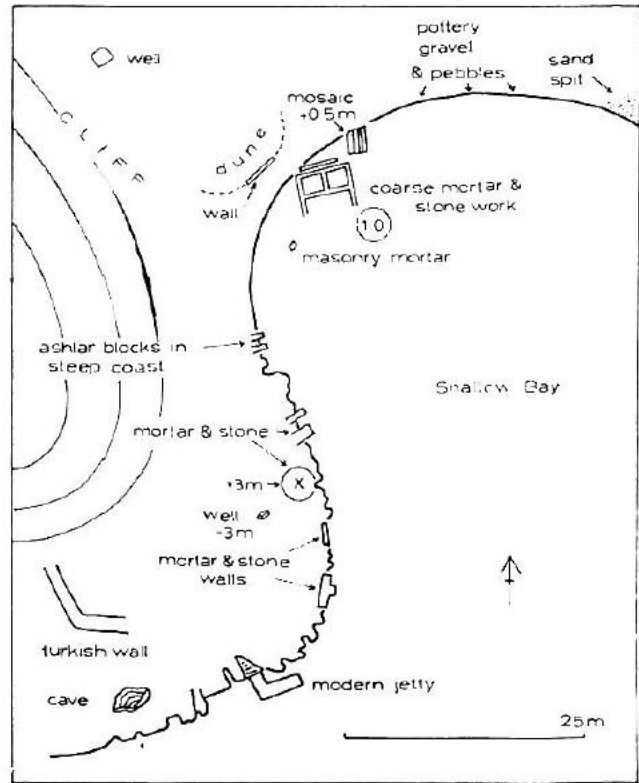 pottery
gravel
& pebbles
sand
spit
well
mosaic
+0.5m
CLIFF
dune
wall
coarse mortar &
stone work
10
masonry mortar
ashlar blocks in
steep coast
Shallow Bay
mortar & stone
+3m
X
well
-3m
mortar & stone
walls
turkish wall
cave
modern jetty
25m